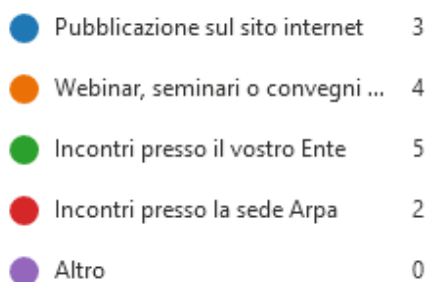 Pubblicazione sul sito internet 3
Webinar, seminari o convegni ... 4
Incontri presso il vostro Ente 5
Incontri presso la sede Arpa 2
Altro 0